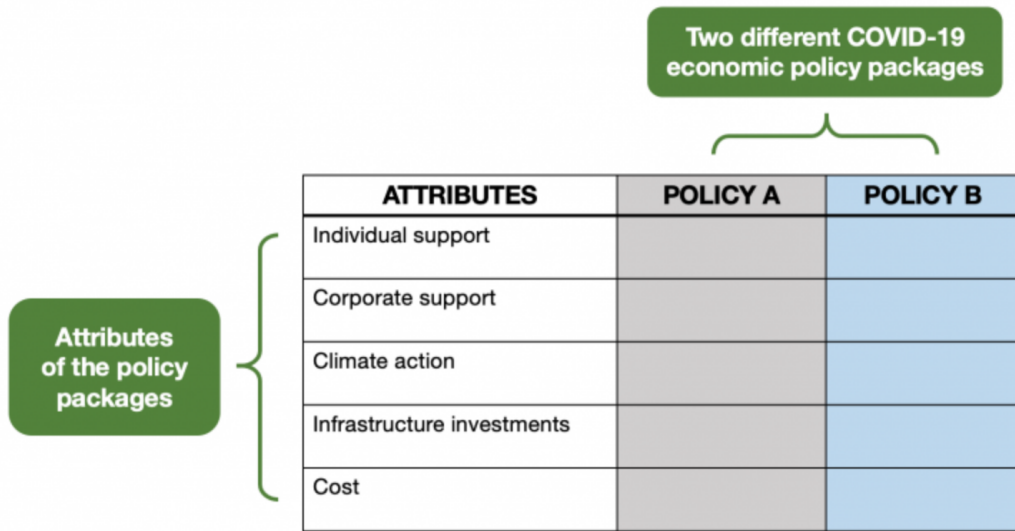 Two different COVID-19
economic policy packages
ATTRIBUTES POLICY A POLICY B
Individual support
Corporate support
Attributes
of the policy
packages
Climate action
Infrastructure investments
Cost